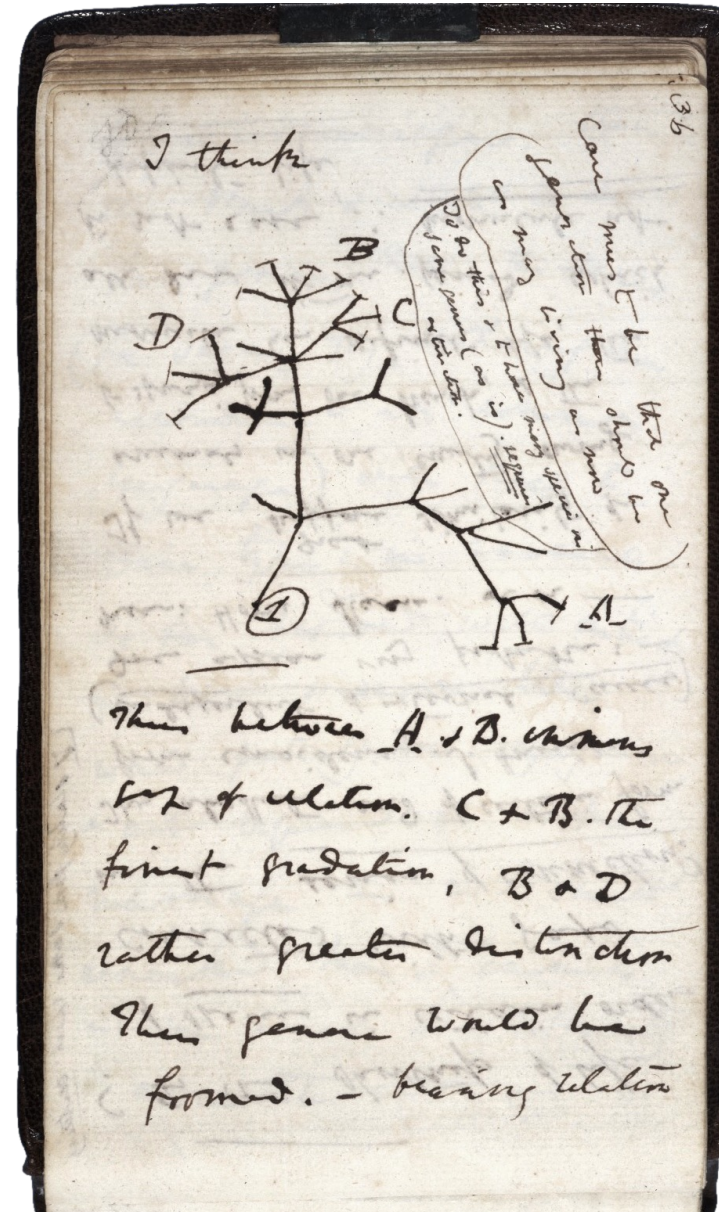 36
I think
Case must be that one
generation then should be
as many living as now
To do this & to have many species in
same genus (as is). requires
extinction.
B
C
D
A
1
Thus between A & B. immens
gap of relation. C & B. the
finest gradation, B & D
rather greater distinction
Thus genera would be
formed. — bearing relation